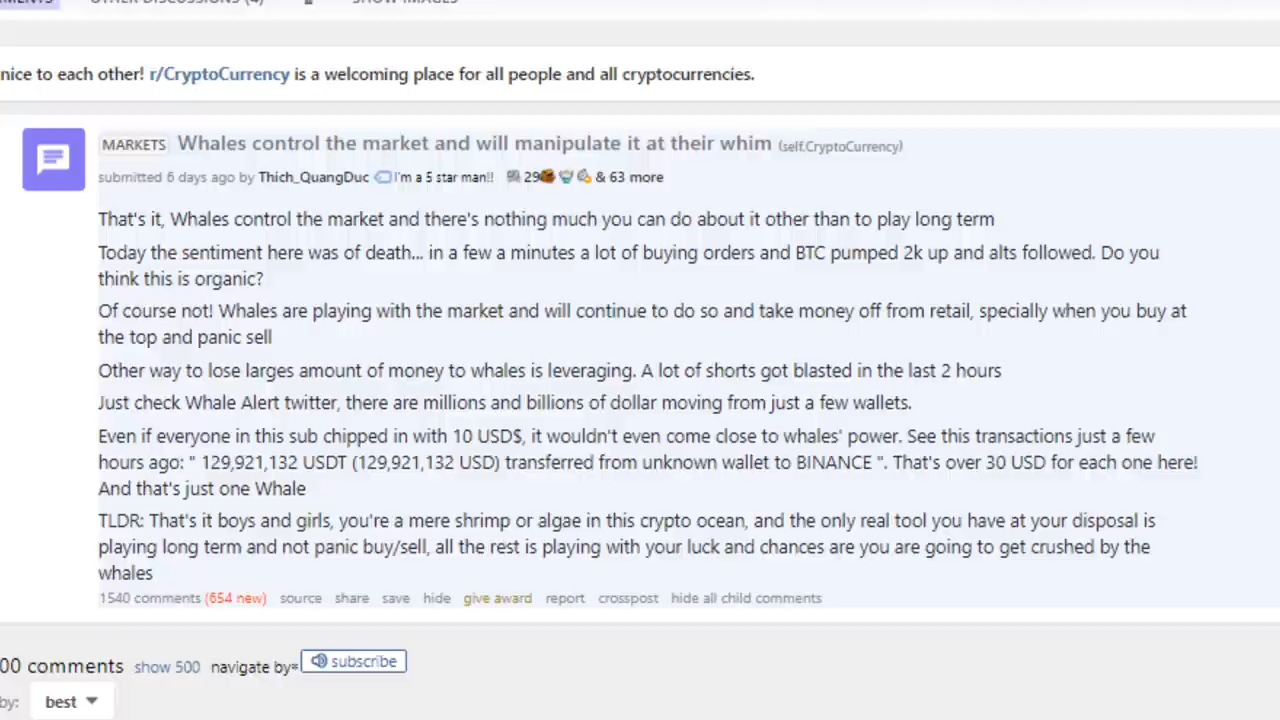 OTHER DISCUSSIONS (4)
SHOW IMAGES
nice to each other! r/CryptoCurrency is a welcoming place for all people and all cryptocurrencies.
MARKETS Whales control the market and will manipulate it at their whim (self.CryptoCurrency)
submitted 6 days ago by Thich_QuangDuc I'm a 5 star man!! 29 & 63 more
That's it, Whales control the market and there's nothing much you can do about it other than to play long term
Today the sentiment here was of death... in a few a minutes a lot of buying orders and BTC pumped 2k up and alts followed. Do you
think this is organic?
Of course not! Whales are playing with the market and will continue to do so and take money off from retail, specially when you buy at
the top and panic sell
Other way to lose larges amount of money to whales is leveraging. A lot of shorts got blasted in the last 2 hours
Just check Whale Alert twitter, there are millions and billions of dollar moving from just a few wallets.
Even if everyone in this sub chipped in with 10 USD$, it wouldn't even come close to whales' power. See this transactions just a few
hours ago: " 129,921,132 USDT (129,921,132 USD) transferred from unknown wallet to BINANCE ". That's over 30 USD for each one here!
And that's just one Whale
TLDR: That's it boys and girls, you're a mere shrimp or algae in this crypto ocean, and the only real tool you have at your disposal is
playing long term and not panic buy/sell, all the rest is playing with your luck and chances are you are going to get crushed by the
whales
1540 comments (654 new) source share save hide give award report crosspost hide all child comments
00 comments show 500 navigate by= subscribe
by: best